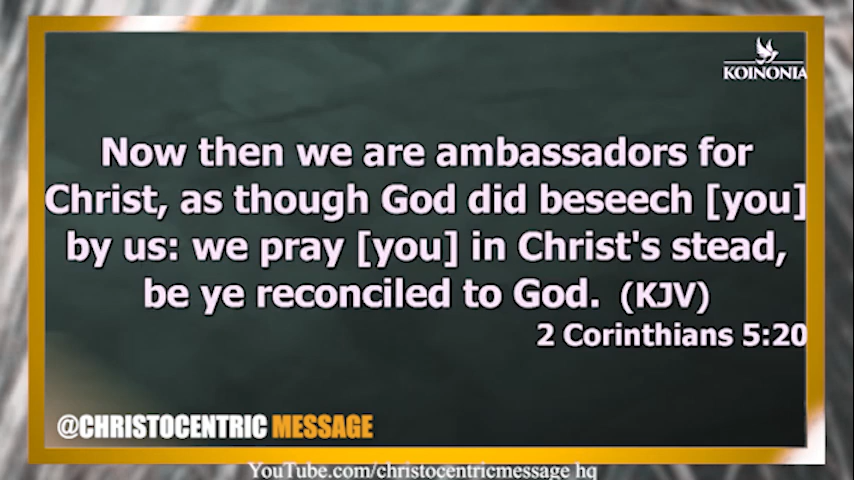 KOINONIA
Now then we are ambassadors for
Christ, as though God did beseech [you]
by us: we pray [you] in Christ's stead,
be ye reconciled to God. (KJV)
2 Corinthians 5:20
@CHRISTOCENTRIC MESSAGE
YouTube.com/christocentricmessage hq